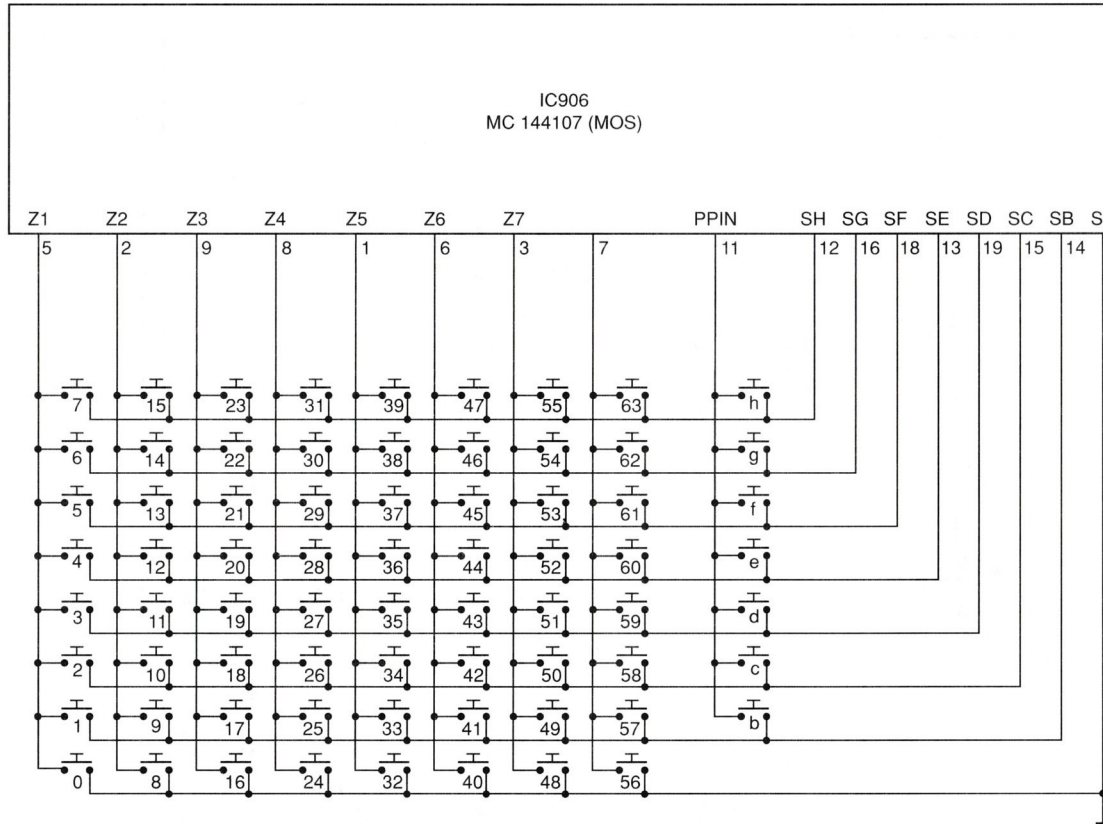 IC906
MC 144107 (MOS)
Z1 Z2 Z3 Z4 Z5 Z6 Z7 PPIN SH SG SF SE SD SC SB S
5 2 9 8 1 6 3 7 11 12 16 18 13 19 15 14
7 15 23 31 39 47 55 63 h
6 14 22 30 38 46 54 62 g
5 13 21 29 37 45 53 61 f
4 12 20 28 36 44 52 60 e
3 11 19 27 35 43 51 59 d
2 10 18 26 34 42 50 58 c
1 9 17 25 33 41 49 57 b
0 8 16 24 32 40 48 56